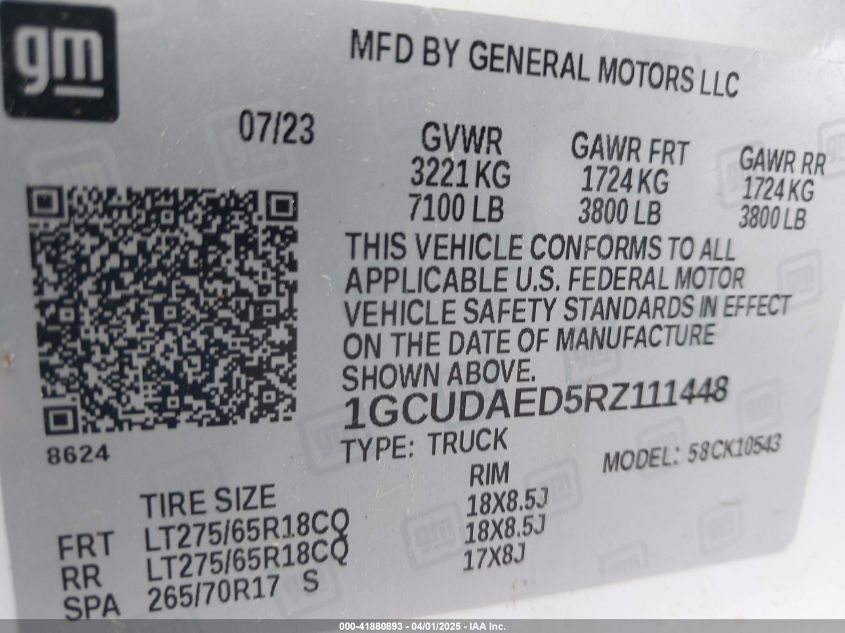 gm
MFD BY GENERAL MOTORS LLC
07/23
GVWR GAWR FRT GAWR RR
3221 KG 1724 KG 1724 KG
7100 LB 3800 LB 3800 LB
THIS VEHICLE CONFORMS TO ALL
APPLICABLE U.S. FEDERAL MOTOR
VEHICLE SAFETY STANDARDS IN EFFECT
ON THE DATE OF MANUFACTURE
SHOWN ABOVE.
1GCUDAED5RZ111448
8624
TYPE: TRUCK MODEL: 58CK10543
TIRE SIZE RIM
FRT LT275/65R18CQ 18X8.5J
RR LT275/65R18CQ 18X8.5J
SPA 265/70R17 S 17X8J
000-41880893 - 04/01/2025 - IAA Inc.